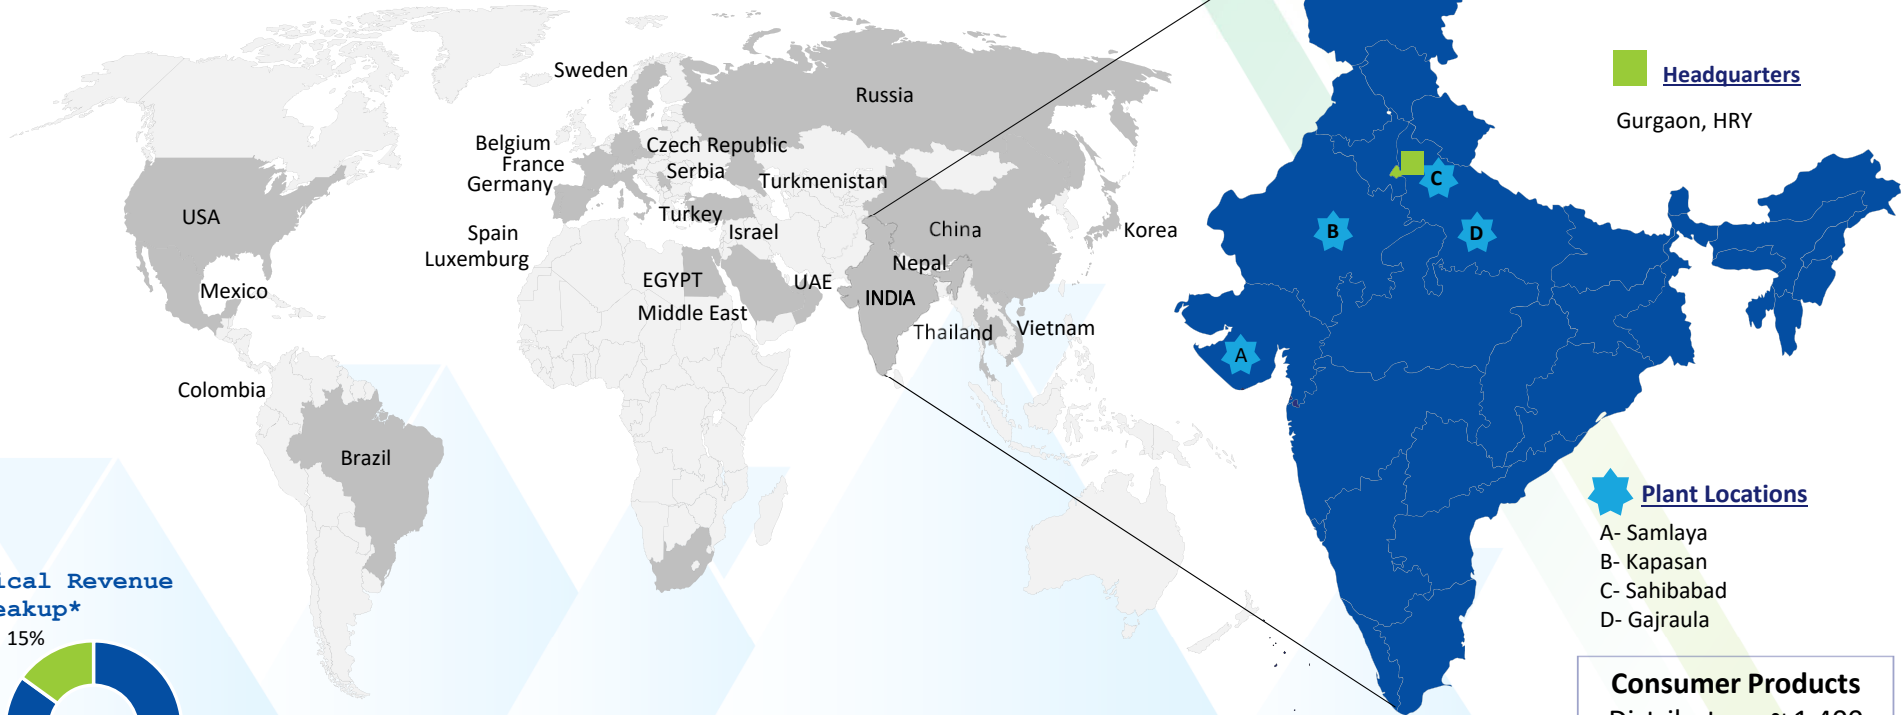 Sweden
Russia
Belgium
France
Germany
Czech Republic
Serbia
Turkmenistan
USA
Turkey
Israel
China
Korea
Spain
Luxemburg
Nepal
EGYPT
UAE
Mexico
INDIA
Middle East
Thailand
Vietnam
Colombia
Brazil
Revenue
15%
Headquarters
Gurgaon, HRY
C
B
D
A
Plant Locations
A- Samlaya
B- Kapasan
C- Sahibabad
D- Gajraula
Consumer Products